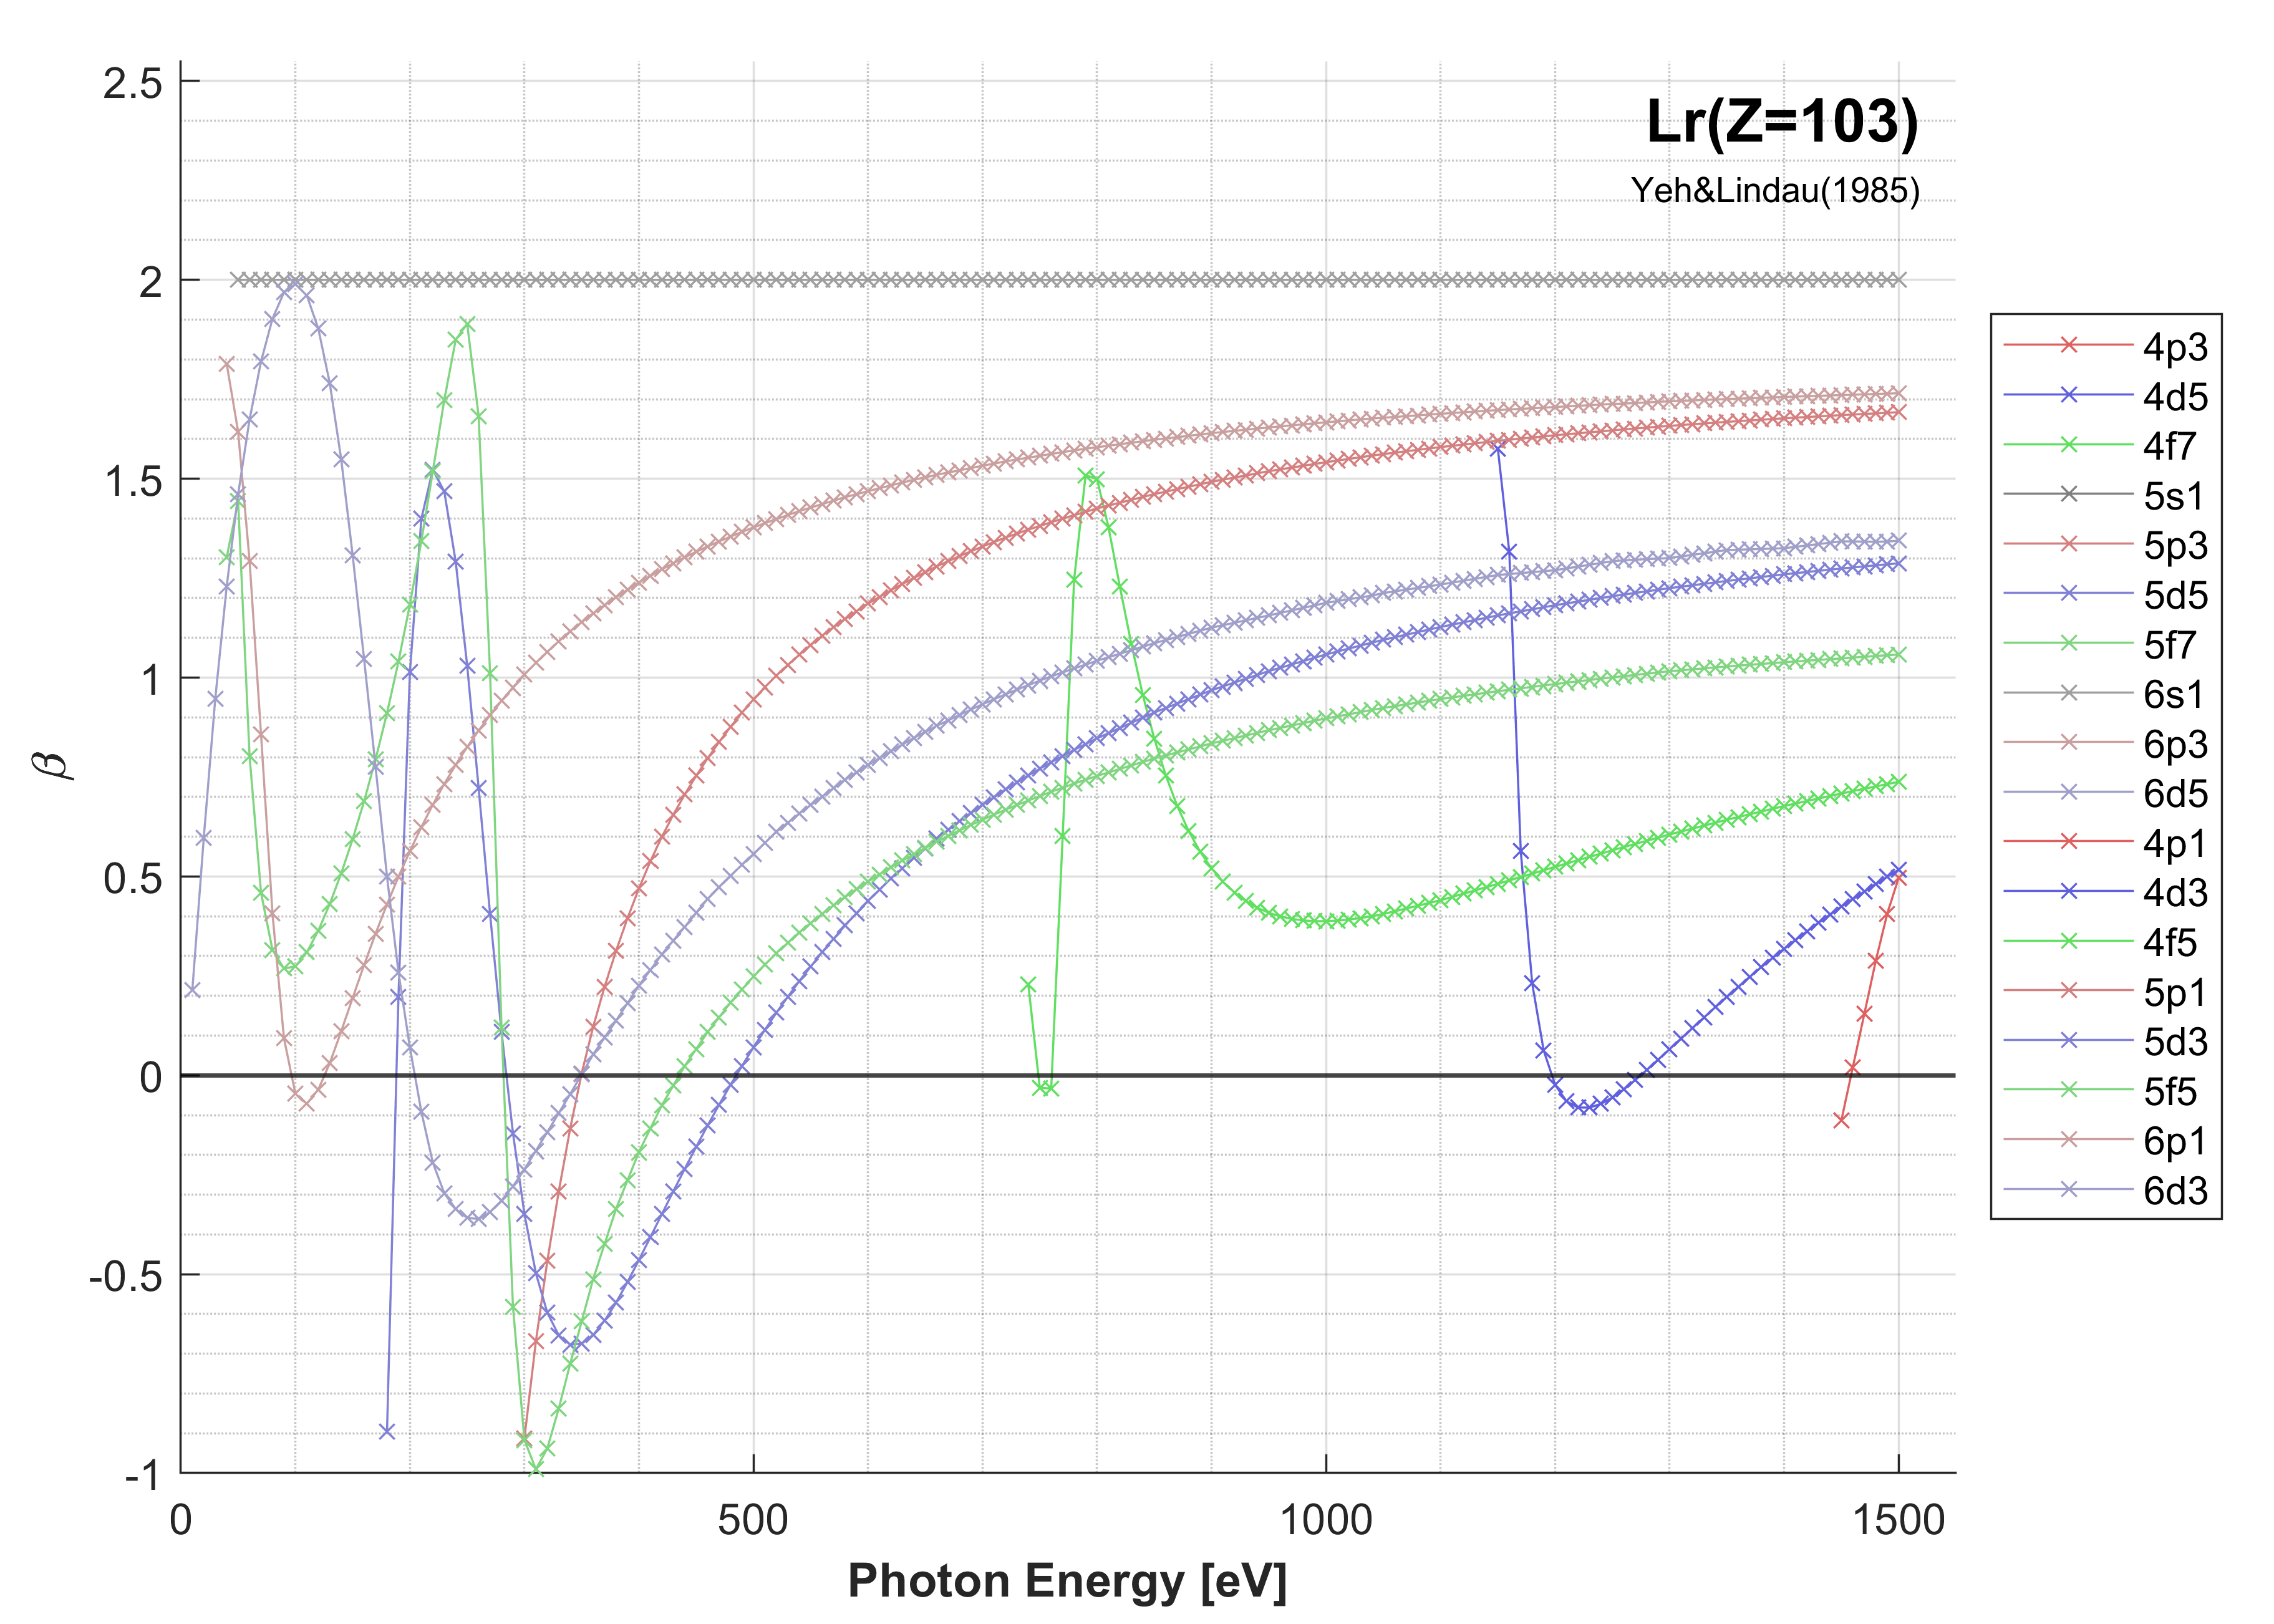 Lr(Z=103)
Yeh&Lindau(1985)
2.5
2
1.5
1
0.5
0
-0.5
-1
β
0 500 1000 1500
Photon Energy [eV]
4p3
4d5
4f7
5s1
5p3
5d5
5f7
6s1
6p3
6d5
4p1
4d3
4f5
5p1
5d3
5f5
6p1
6d3